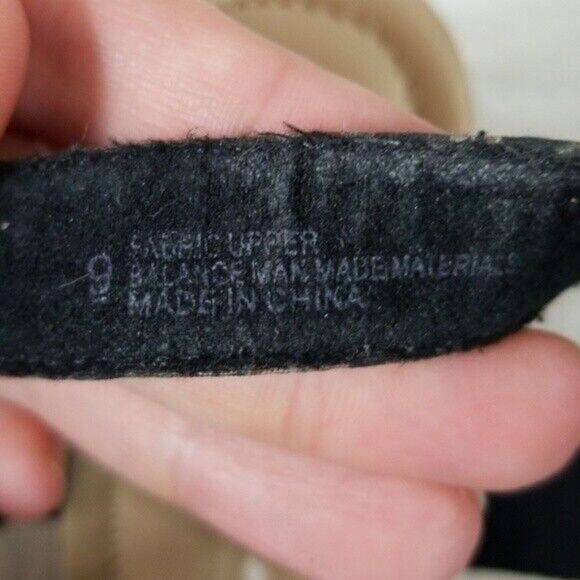 9
FABRIC UPPER
BALANCE MAN MADE MATERIALS
MADE IN CHINA